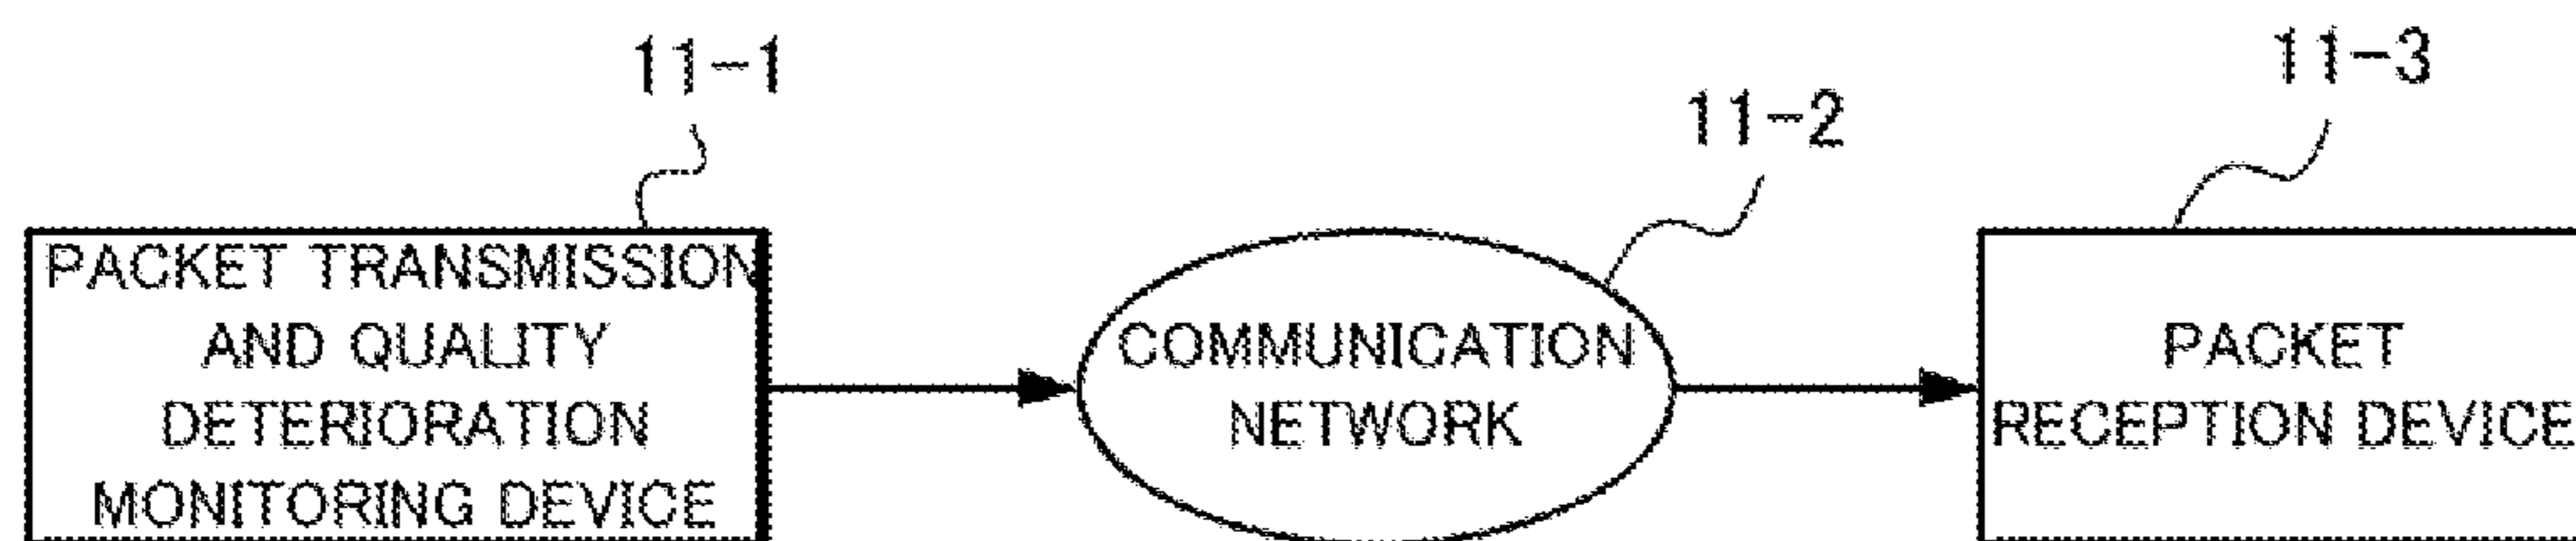 11-1
11-2
11-3
PACKET TRANSMISSION
AND QUALITY
DETERIORATION
MONITORING DEVICE
COMMUNICATION
NETWORK
PACKET
RECEPTION DEVICE